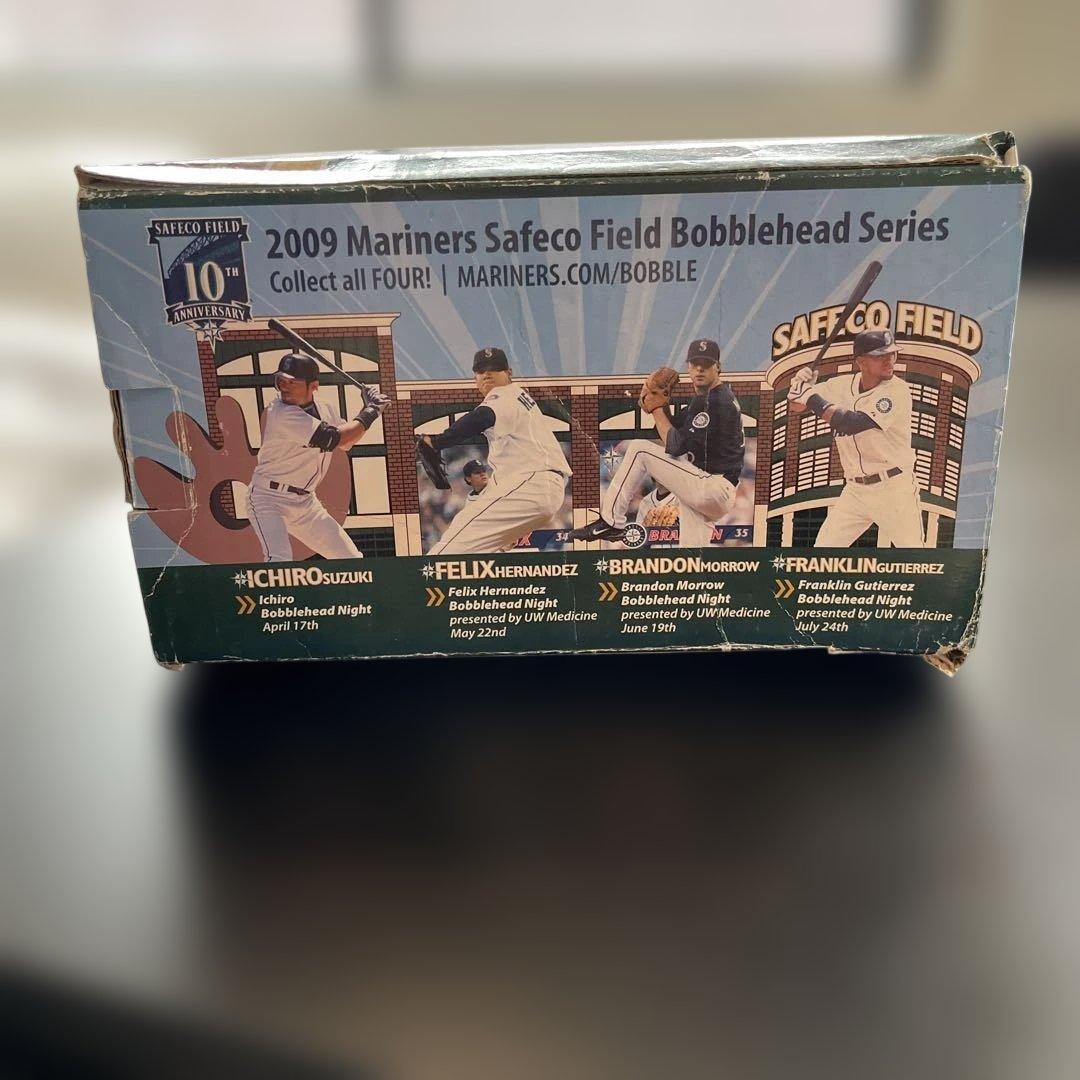 SAFECO FIELD
10TH
ANNIVERSARY
2009 Mariners Safeco Field Bobblehead Series
Collect all FOUR! | MARINERS.COM/BOBBLE
SAFECO FIELD
S
S
34
35
ICHIROSUZUKI
Ichiro
Bobblehead Night
April 17th
FELIXHERNANDEZ
Felix Hernandez
Bobblehead Night
presented by UW Medicine
May 22nd
BRANDONMORROW
Brandon Morrow
Bobblehead Night
presented by UW Medicine
June 19th
FRANKLINGUTIERREZ
Franklin Gutierrez
Bobblehead Night
presented by UW Medicine
July 24th